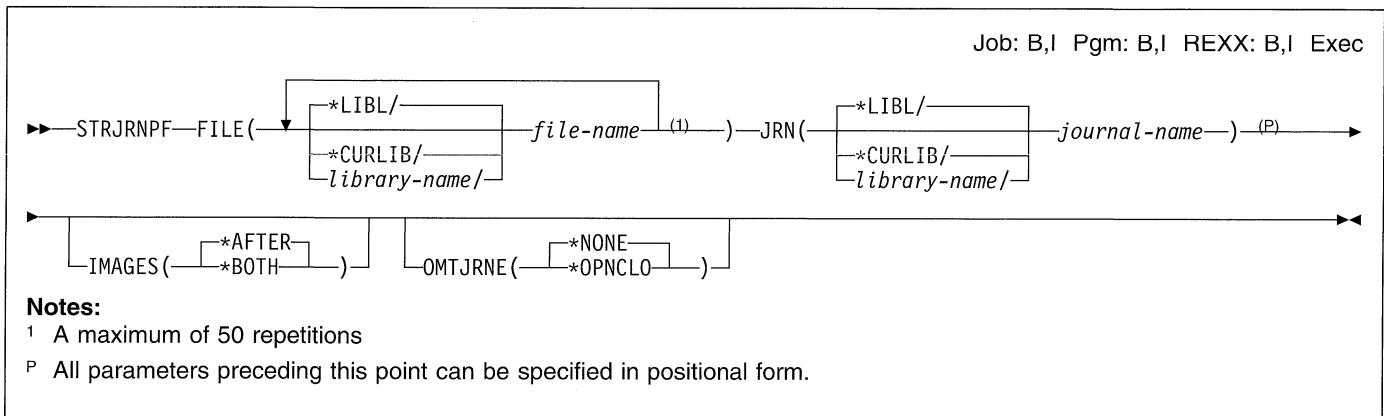 Job: B,I Pgm: B,I REXX: B,I Exec
*LIBL/ *LIBL/
STRJRNPF FILE( file-name (1) ) JRN( journal-name ) (P)
*CURLIB/ *CURLIB/
library-name/ library-name/
*AFTER *NONE
IMAGES( *BOTH ) OMTJRNE( *OPNCLO )
Notes:
1 A maximum of 50 repetitions
P All parameters preceding this point can be specified in positional form.